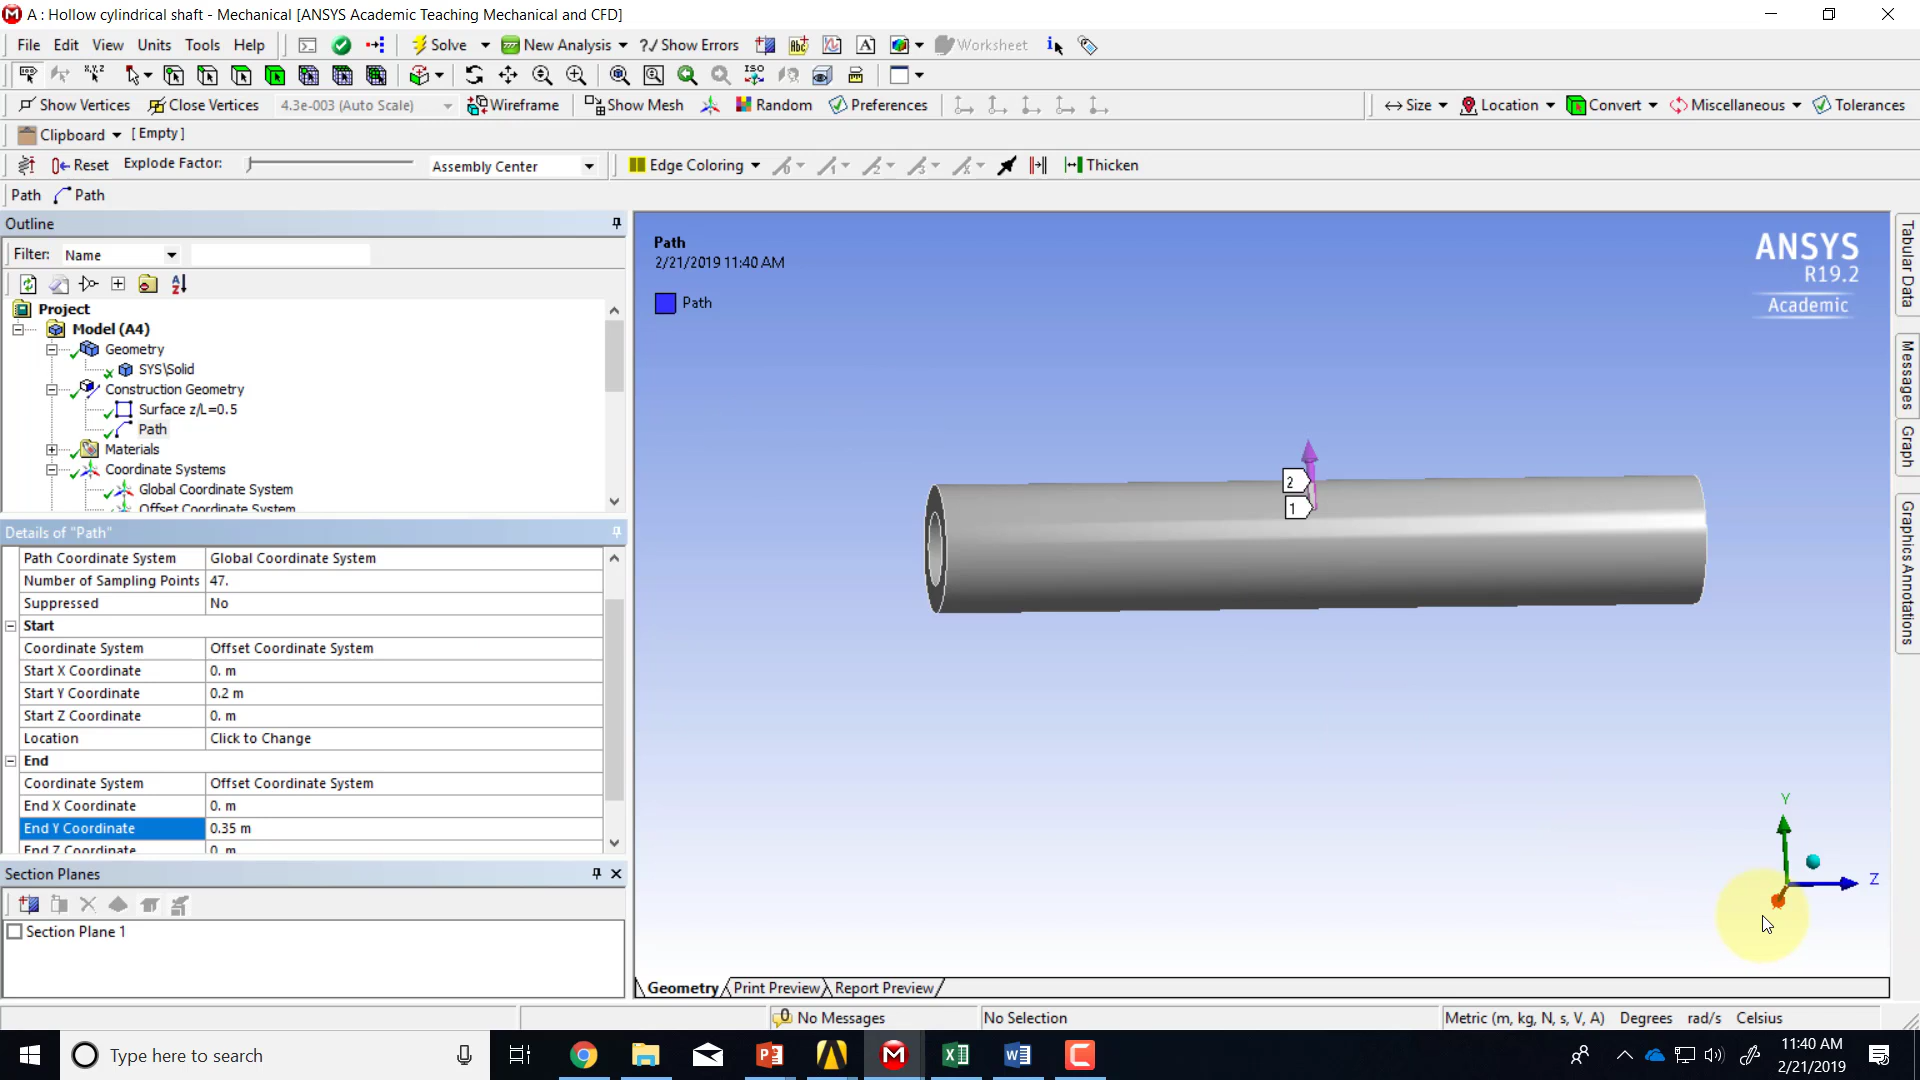 A : Hollow cylindrical shaft - Mechanical [ANSYS Academic Teaching Mechanical and CFD]
File Edit View Units Tools Help Solve New Analysis ?/ Show Errors Worksheet
X,Y,Z ISO
Show Vertices Close Vertices 4.3e-003 (Auto Scale) Wireframe Show Mesh Random Preferences Size Location Convert Miscellaneous Tolerances
Clipboard [ Empty ]
Reset Explode Factor: Assembly Center Edge Coloring Thicken
Path Path
Outline
Filter: Name
Project
Model (A4)
Geometry
SYS\Solid
Construction Geometry
Surface z/L=0.5
Path
Materials
Coordinate Systems
Global Coordinate System
Offset Coordinate System
Details of "Path"
Path Coordinate System Global Coordinate System
Number of Sampling Points 47.
Suppressed No
Start
Coordinate System Offset Coordinate System
Start X Coordinate 0. m
Start Y Coordinate 0.2 m
Start Z Coordinate 0. m
Location Click to Change
End
Coordinate System Offset Coordinate System
End X Coordinate 0. m
End Y Coordinate 0.35 m
End Z Coordinate 0. m
Section Planes
Section Plane 1
Path
2/21/2019 11:40 AM
Path
ANSYS
R19.2
Academic
2
1
Y
Z
Tabular Data
Messages
Graph
Graphics Annotations
Geometry Print Preview Report Preview
No Messages No Selection Metric (m, kg, N, s, V, A) Degrees rad/s Celsius
Type here to search
11:40 AM
2/21/2019